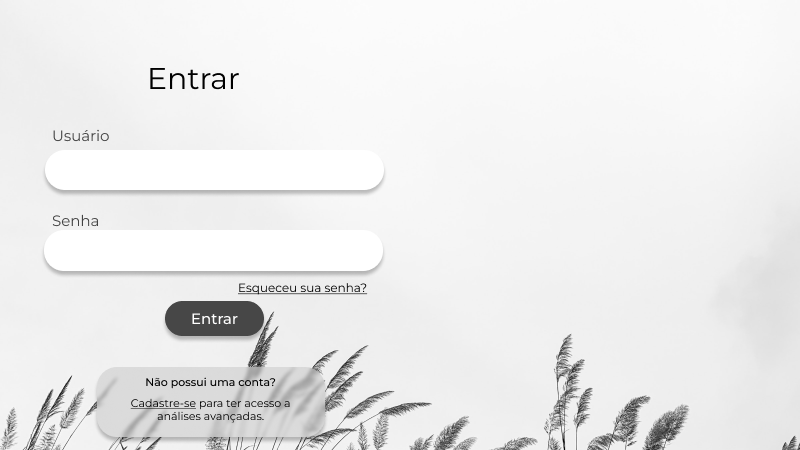 Entrar
Usuário
Senha
Esqueceu sua senha?
Entrar
Não possui uma conta?
Cadastre-se para ter acesso a
análises avançadas.